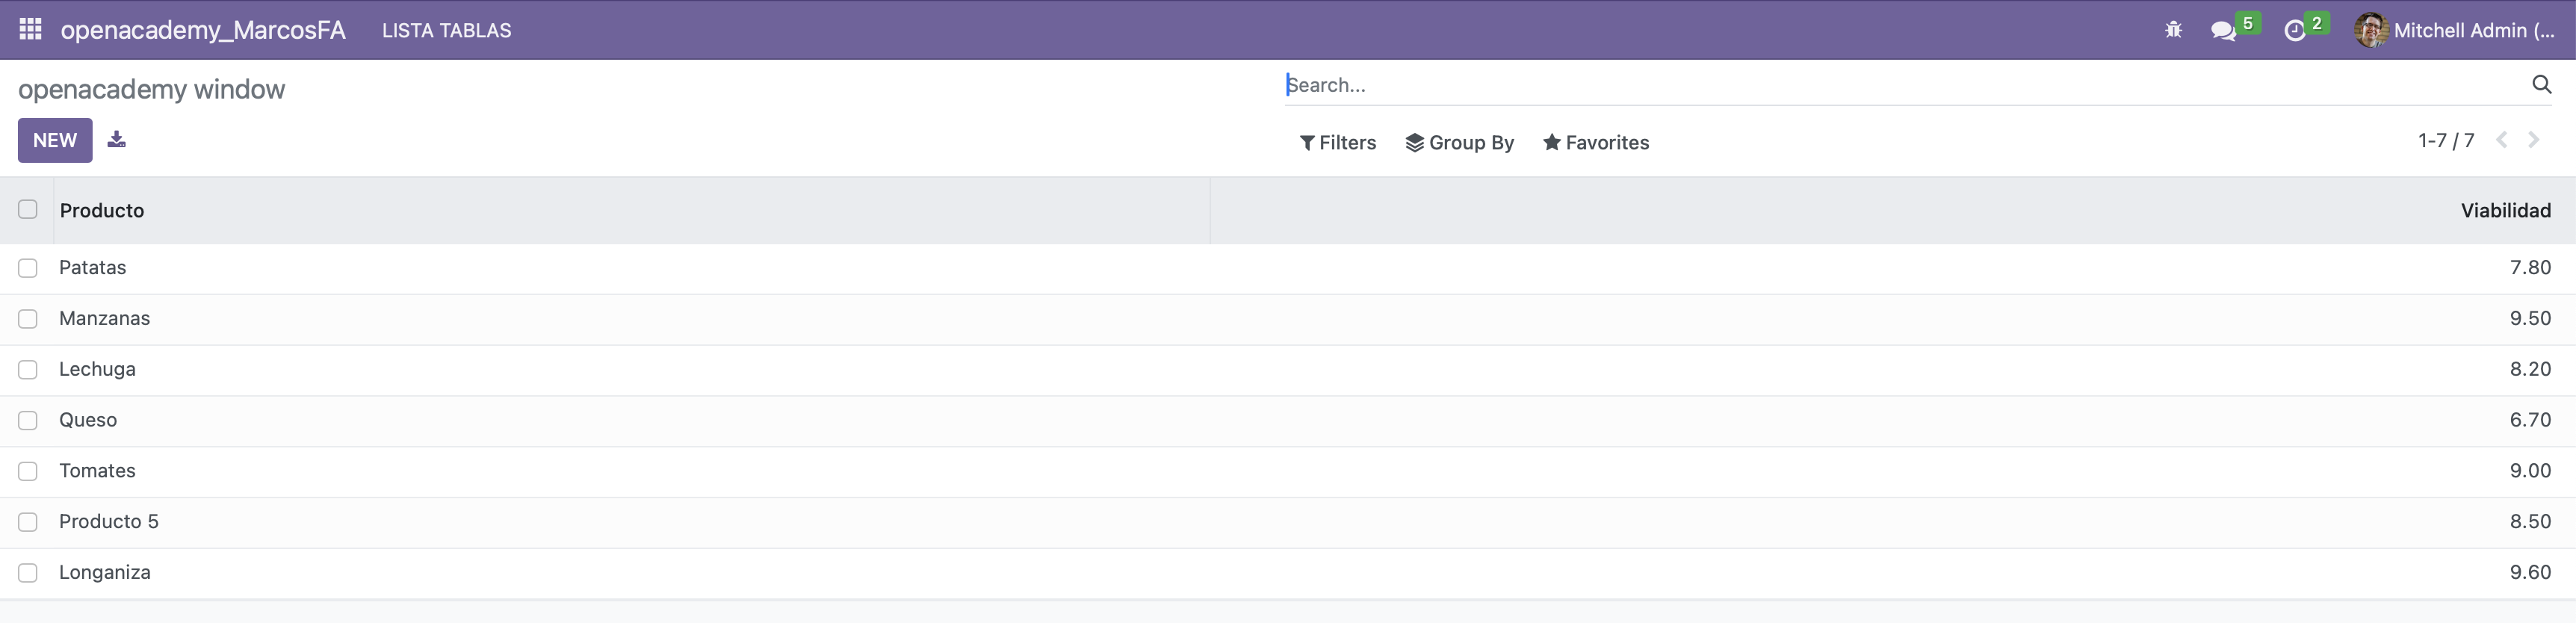 openacademy_MarcosFA LISTA TABLAS 5 2 Mitchell Admin (...
openacademy window Search...
NEW Filters Group By Favorites 1-7 / 7
Producto Viabilidad
Patatas 7.80
Manzanas 9.50
Lechuga 8.20
Queso 6.70
Tomates 9.00
Producto 5 8.50
Longaniza 9.60